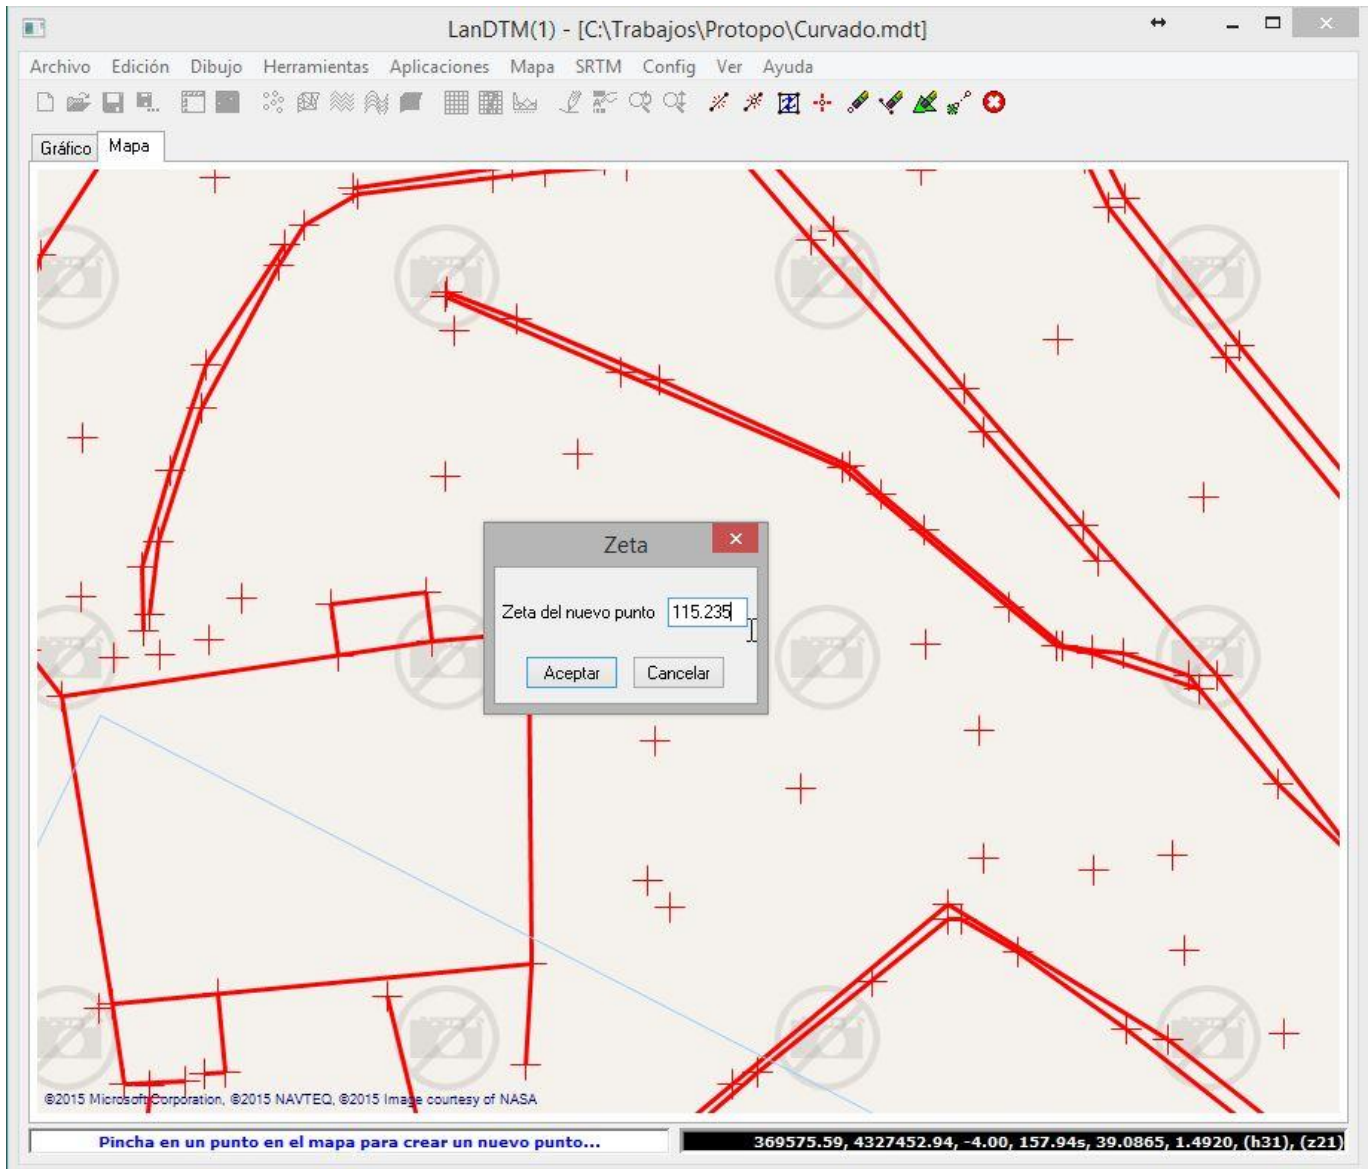 LanDTM(1) - [C:\Trabajos\Protopo\Curvado.mdt]
Archivo Edición Dibujo Herramientas Aplicaciones Mapa SRTM Config Ver Ayuda
Gráfico Mapa
Zeta
Zeta del nuevo punto 115.235
Aceptar Cancelar
©2015 Microsoft Corporation, ©2015 NAVTEQ, ©2015 Image courtesy of NASA
Pincha en un punto en el mapa para crear un nuevo punto... 369575.59, 4327452.94, -4.00, 157.94s, 39.0865, 1.4920, (h31), (z21)